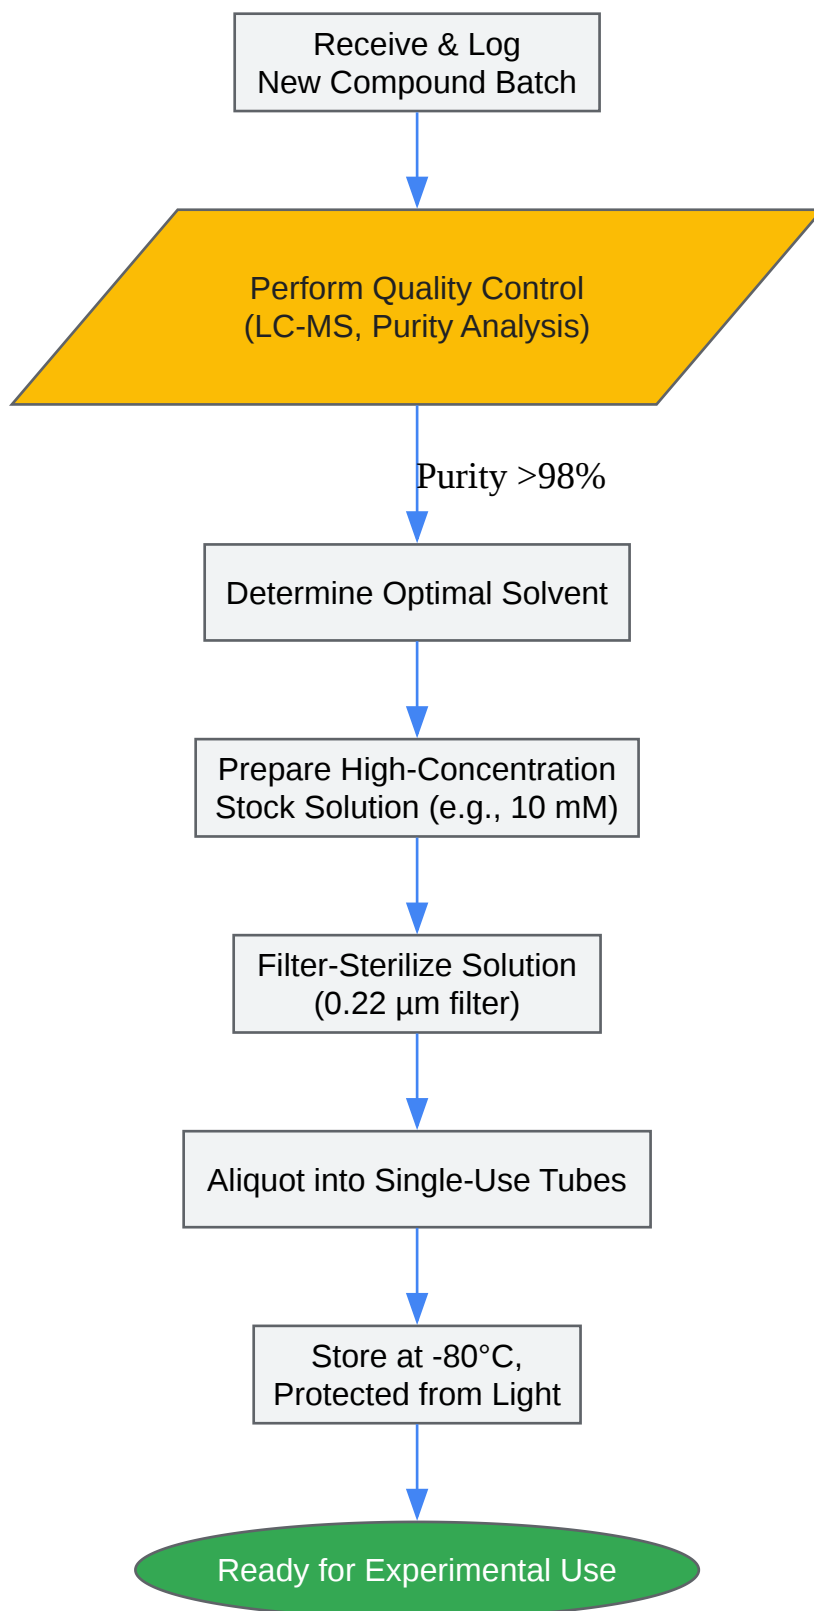 Receive & Log
New Compound Batch
Perform Quality Control
(LC-MS, Purity Analysis)
Purity >98%
Determine Optimal Solvent
Prepare High-Concentration
Stock Solution (e.g., 10 mM)
Filter-Sterilize Solution
(0.22 µm filter)
Aliquot into Single-Use Tubes
Store at -80°C,
Protected from Light
Ready for Experimental Use